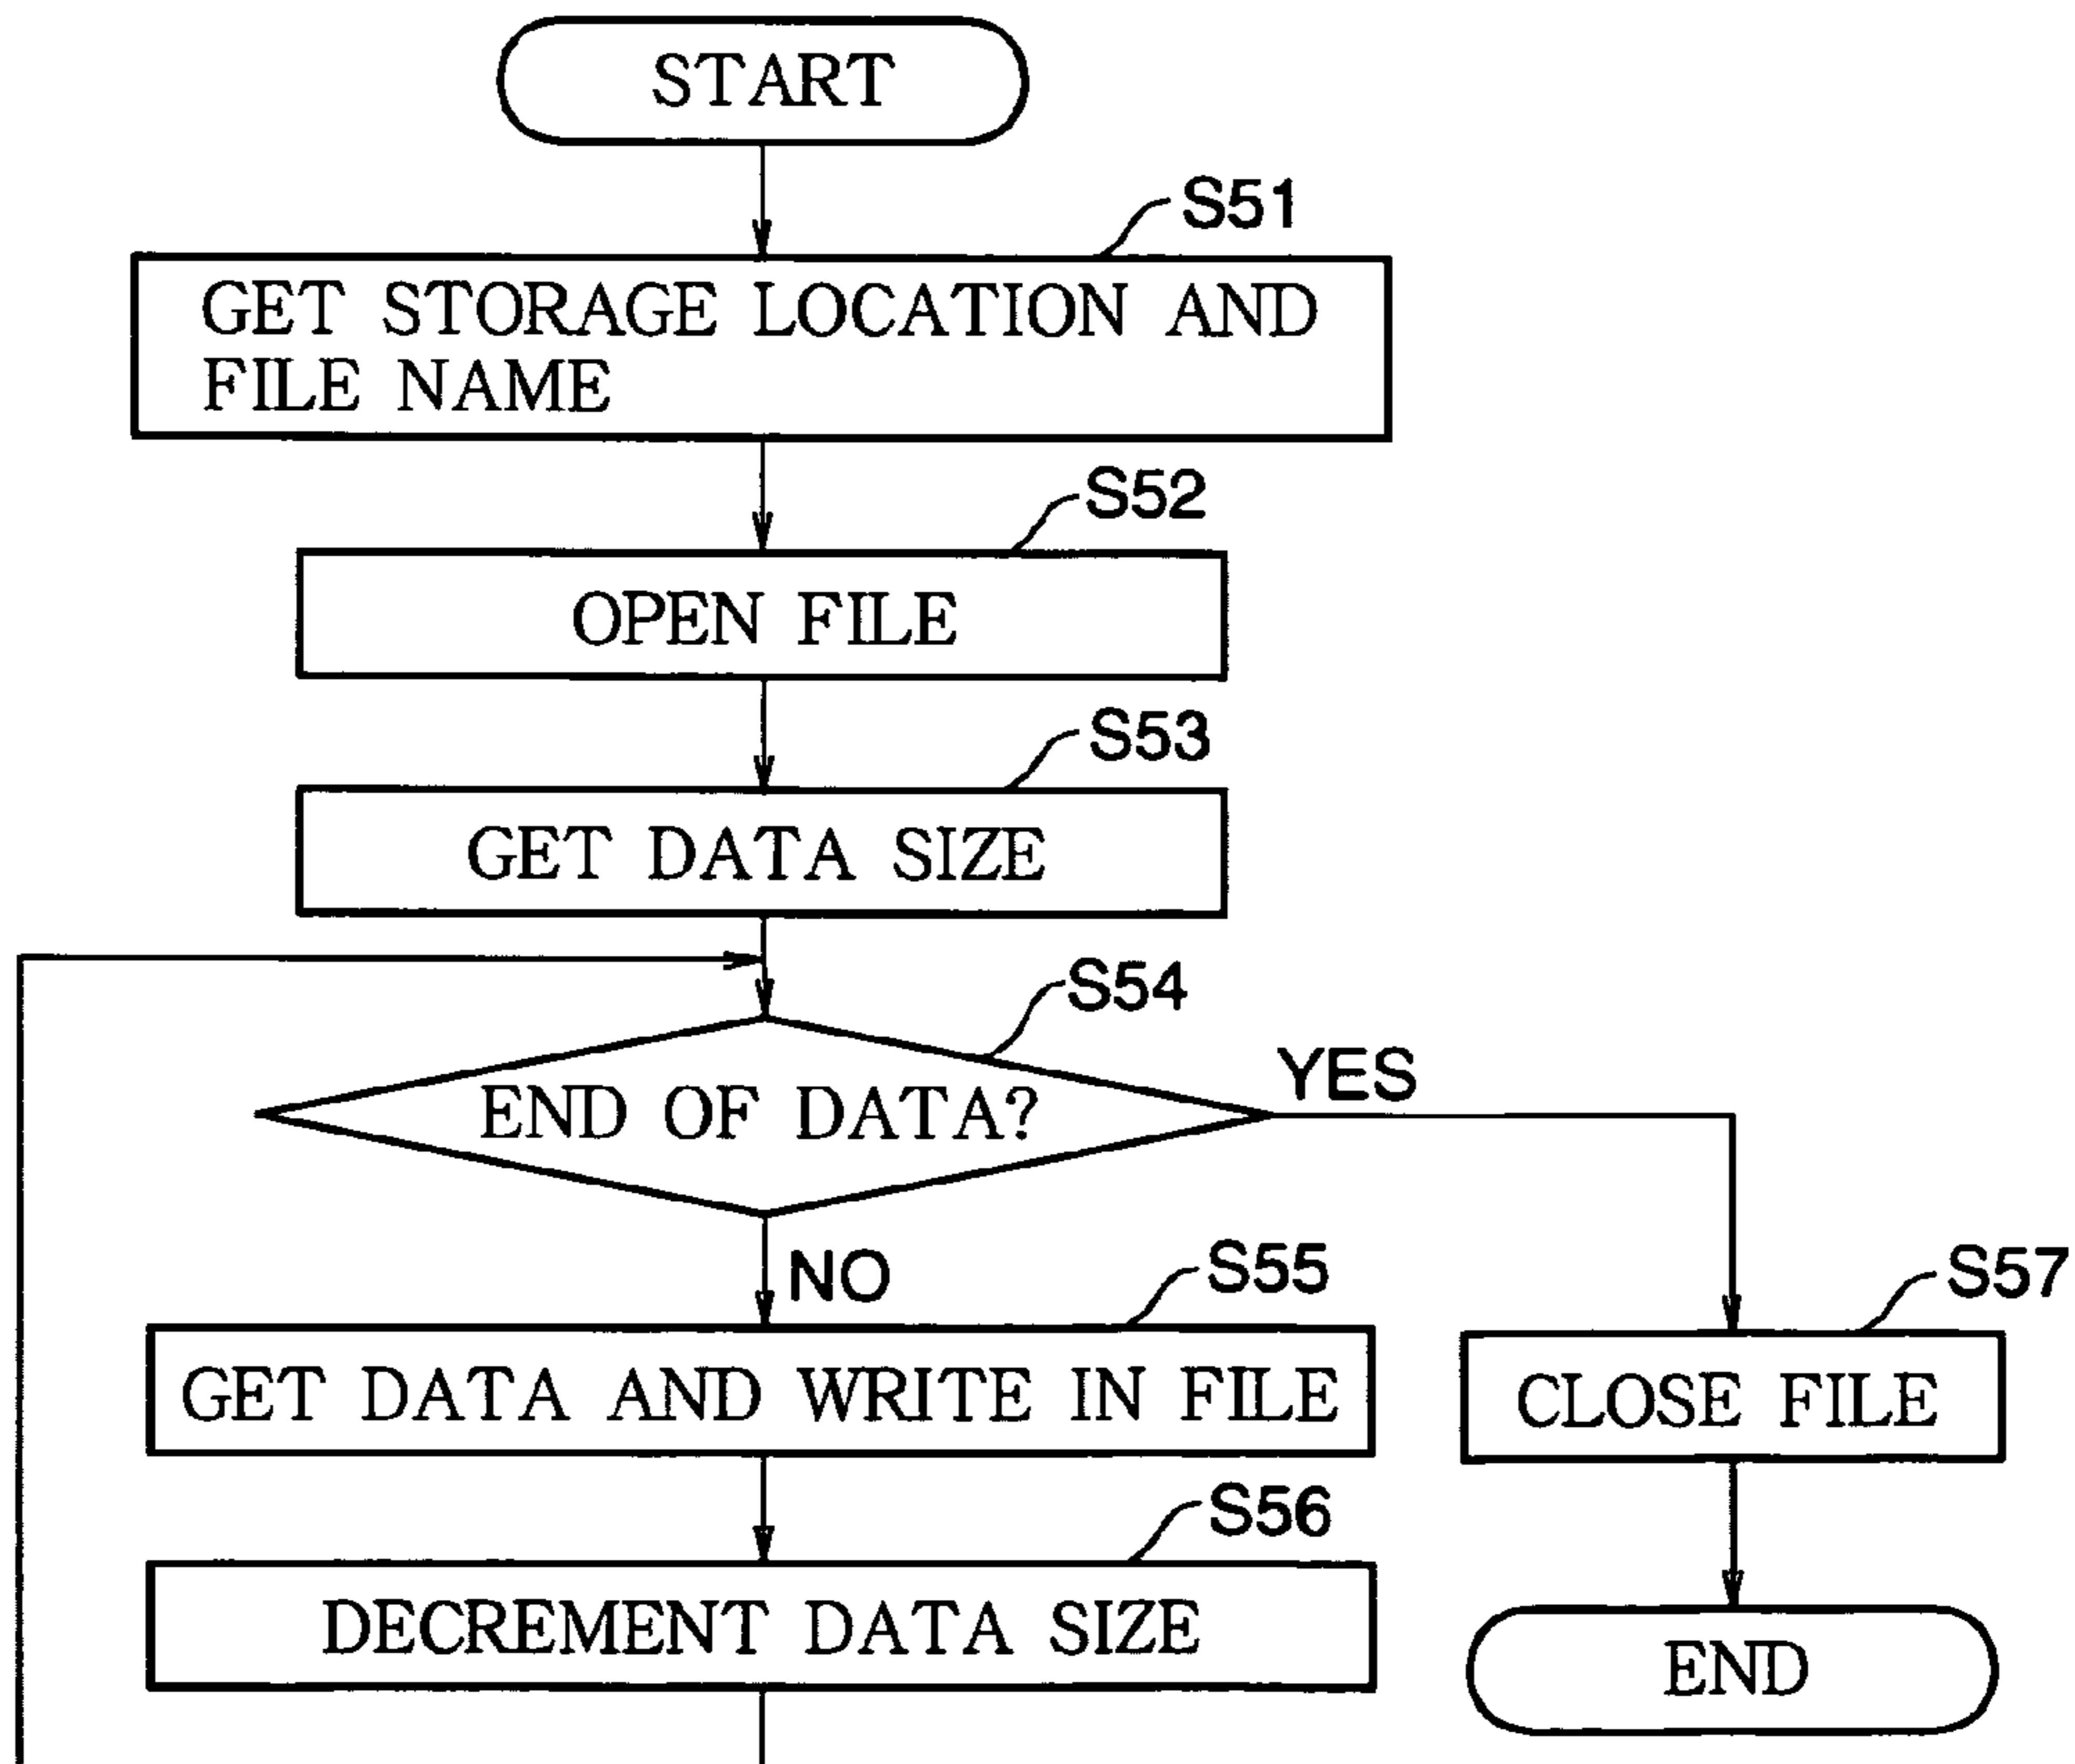 START
S51
GET STORAGE LOCATION AND
FILE NAME
S52
OPEN FILE
S53
GET DATA SIZE
S54
END OF DATA?
YES
NO
S55
GET DATA AND WRITE IN FILE
S57
CLOSE FILE
S56
DECREMENT DATA SIZE
END